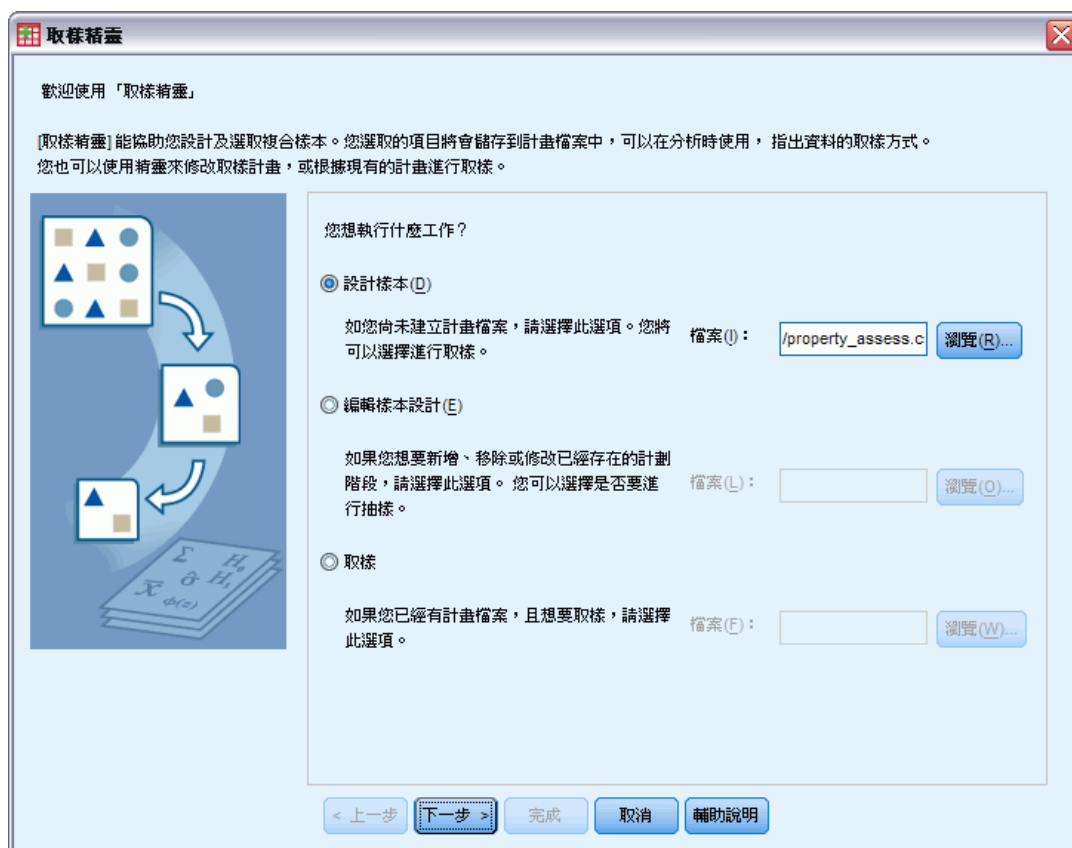 取樣精靈
歡迎使用「取樣精靈」
[取樣精靈] 能協助您設計及選取複合樣本。您選取的項目將會儲存到計畫檔案中，可以在分析時使用， 指出資料的取樣方式。
您也可以使用精靈來修改取樣計畫，或根據現有的計畫進行取樣。
您想執行什麼工作？
設計樣本(D)
如您尚未建立計畫檔案，請選擇此選項。您將
可以選擇進行取樣。
檔案(I)：
/property_assess.c
瀏覽(R)...
編輯樣本設計(E)
如果您想要新增、移除或修改已經存在的計劃
階段，請選擇此選項。 您可以選擇是否要進
行抽樣。
檔案(L)：
瀏覽(O)...
取樣
如果您已經有計畫檔案，且想要取樣，請選擇
此選項。
檔案(F)：
瀏覽(W)...
Σ H₀
x̄ σ̂ H₁
φ(z)
< 上一步 下一步 > 完成 取消 輔助說明